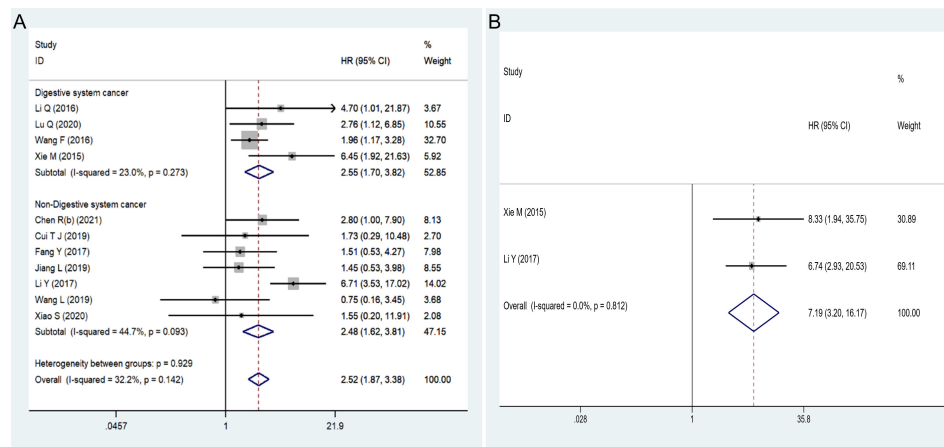 A
Study %
ID HR (95% CI) Weight
Digestive system cancer
Li Q (2016) 4.70 (1.01, 21.87) 3.67
Lu Q (2020) 2.76 (1.12, 6.85) 10.55
Wang F (2016) 1.96 (1.17, 3.28) 32.70
Xie M (2015) 6.45 (1.92, 21.63) 5.92
Subtotal (I-squared = 23.0%, p = 0.273) 2.55 (1.70, 3.82) 52.85
Non-Digestive system cancer
Chen R(b) (2021) 2.80 (1.00, 7.90) 8.13
Cui T J (2019) 1.73 (0.29, 10.48) 2.70
Fang Y (2017) 1.51 (0.53, 4.27) 7.98
Jiang L (2019) 1.45 (0.53, 3.98) 8.55
Li Y (2017) 6.71 (3.53, 17.02) 14.02
Wang L (2019) 0.75 (0.16, 3.45) 3.68
Xiao S (2020) 1.55 (0.20, 11.91) 2.08
Subtotal (I-squared = 44.7%, p = 0.093) 2.48 (1.62, 3.81) 47.15
Heterogeneity between groups: p = 0.929
Overall (I-squared = 32.2%, p = 0.142) 2.52 (1.87, 3.38) 100.00
.0457 1 21.9
B
Study %
ID HR (95% CI) Weight
Xie M (2015) 8.33 (1.94, 35.75) 30.89
Li Y (2017) 6.74 (2.93, 20.53) 69.11
Overall (I-squared = 0.0%, p = 0.812) 7.19 (3.20, 16.17) 100.00
.028 1 35.8